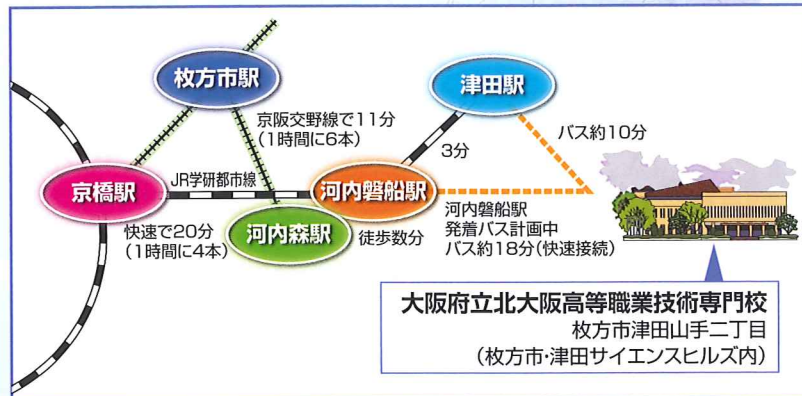 枚方市駅
津田駅
京阪交野線で11分
(1時間に6本)
バス約10分
3分
京橋駅
JR学研都市線
河内磐船駅
快速で20分
(1時間に4本)
河内森駅
徒歩数分
河内磐船駅
発着バス計画中
バス約18分(快速接続)
大阪府立北大阪高等職業技術専門校
枚方市津田山手二丁目
(枚方市・津田サイエンスヒルズ内)